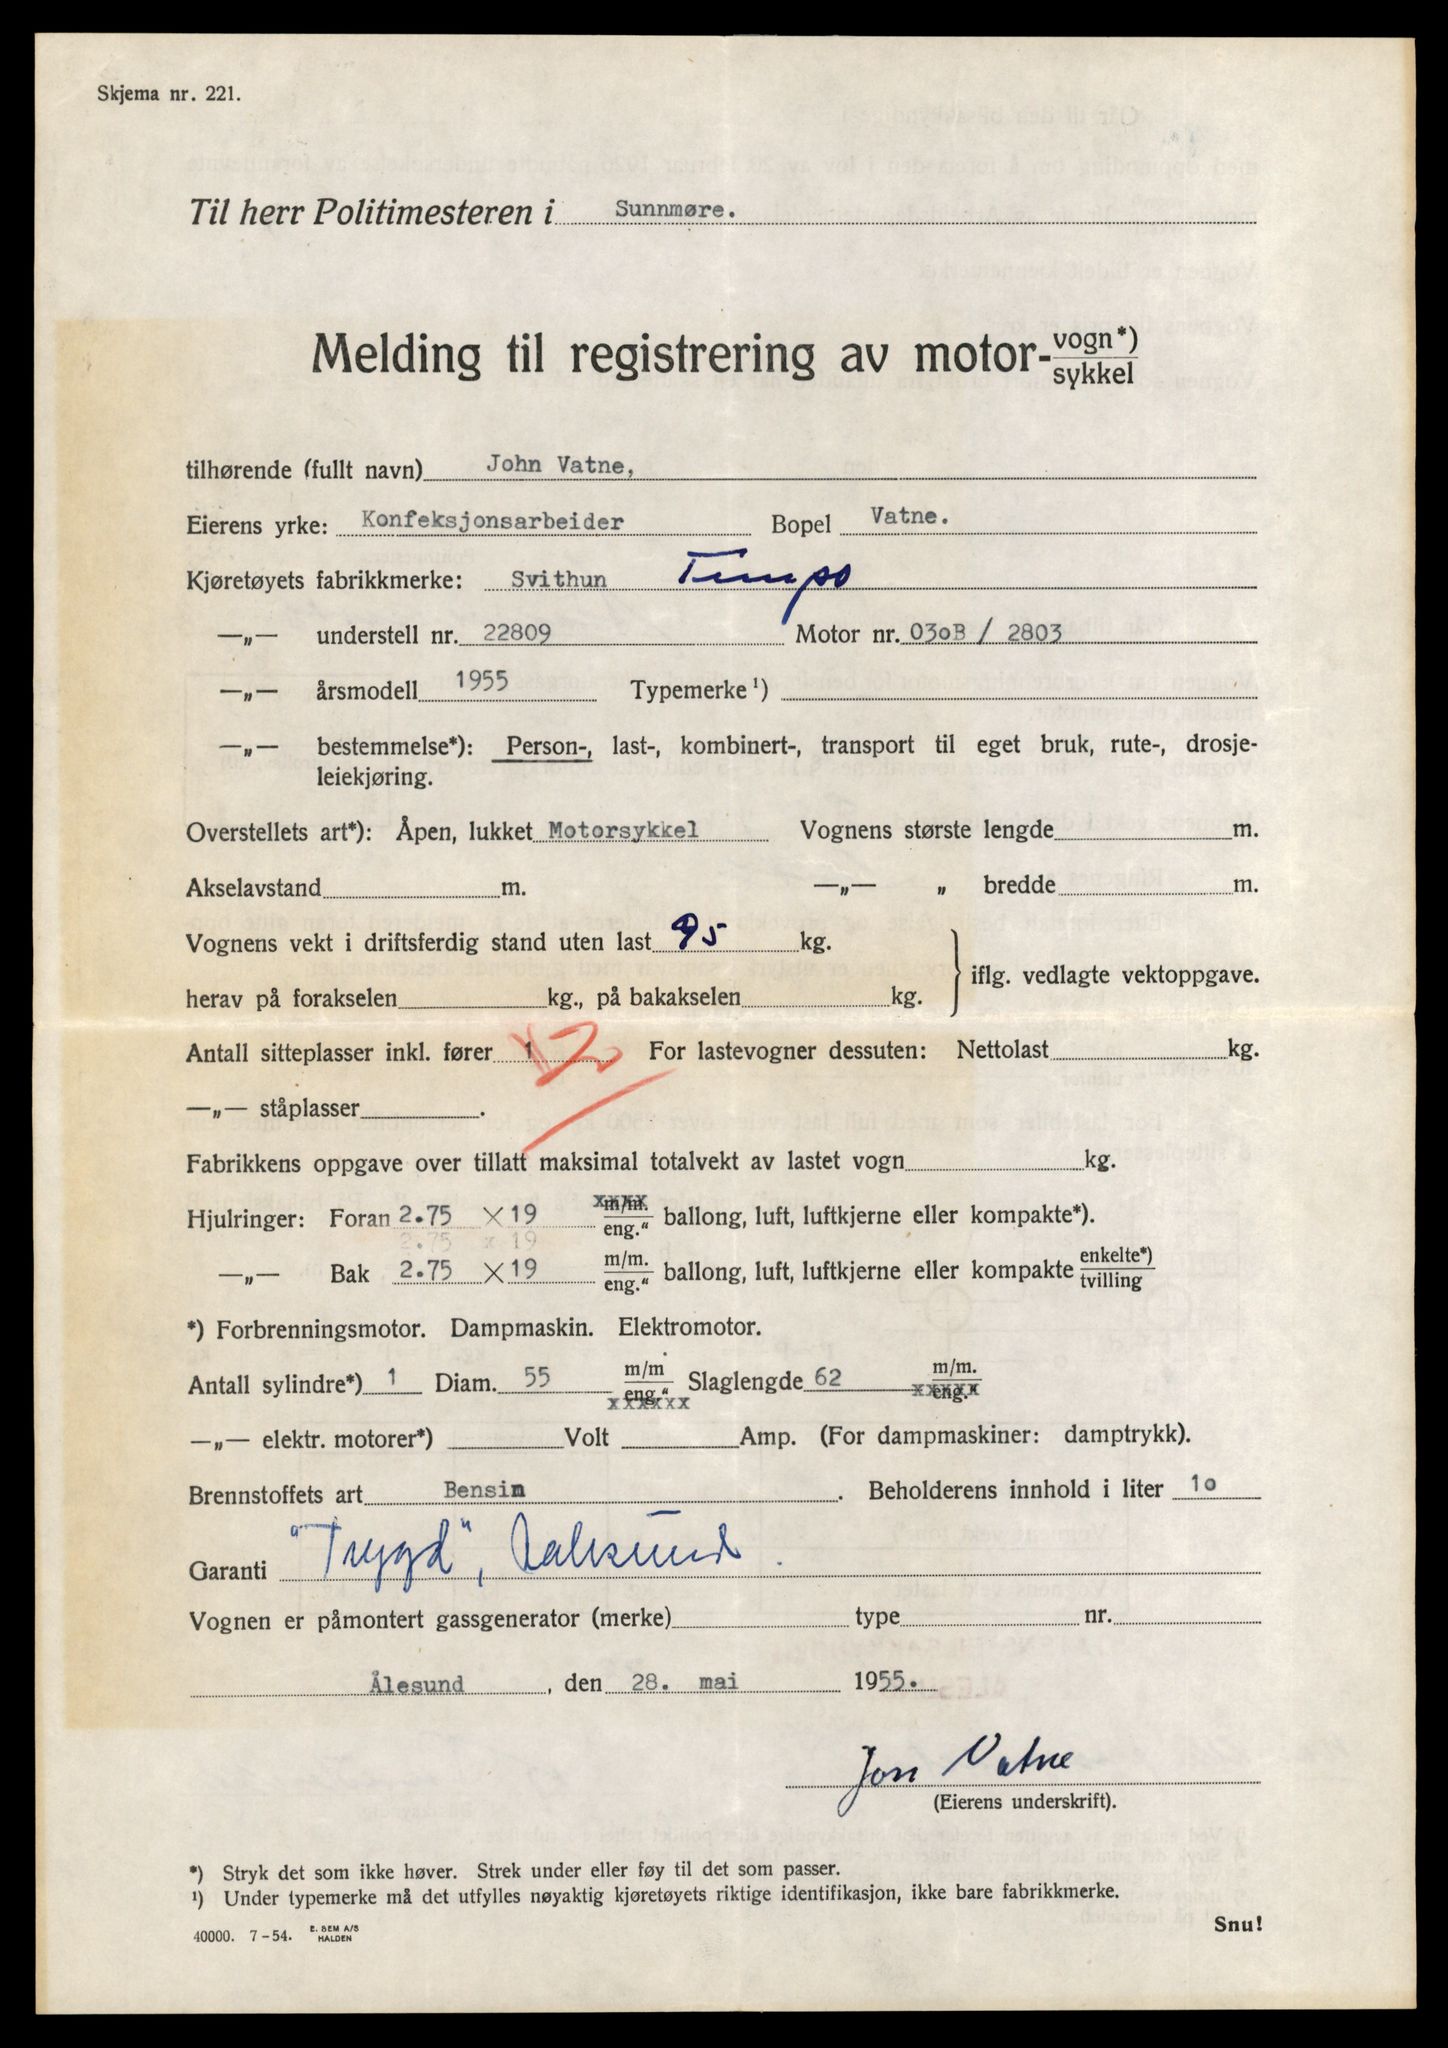 Skjema nr. 221.
Til herr Politimesteren i Sunnmøre.
Melding til registrering av motor-vogn*)/sykkel
tilhørende (fullt navn) John Vatne,
Eierens yrke: Konfeksjonsarbeider Bopel Vatne.
Kjøretøyets fabrikkmerke: Svithun Tempo
—„— understell nr. 22809 Motor nr. 030B / 2803
—„— årsmodell 1955 Typemerke ¹)
—„— bestemmelse*): Person-, last-, kombinert-, transport til eget bruk, rute-, drosje-
leiekjøring.
Overstellets art*): Åpen, lukket Motorsykkel Vognens største lengde m.
Akselavstand m. —„— „ bredde m.
Vognens vekt i driftsferdig stand uten last 95 kg.
iflg. vedlagte vektoppgave.
herav på forakselen kg., på bakakselen kg.
Antall sitteplasser inkl. fører 1 2 For lastevogner dessuten: Nettolast kg.
—„— ståplasser .
Fabrikkens oppgave over tillatt maksimal totalvekt av lastet vogn kg.
Hjulringer: Foran 2.75 X 19 m/m./eng.“ ballong, luft, luftkjerne eller kompakte*).
2.75 x 19
—„— Bak 2.75 X 19 m/m./eng.“ ballong, luft, luftkjerne eller kompakte enkelte*)/tvilling
*) Forbrenningsmotor. Dampmaskin. Elektromotor.
Antall sylindre*) 1 Diam. 55 m/m/eng.“ Slaglengde 62 m/m./eng.“
—„— elektr. motorer*) Volt Amp. (For dampmaskiner: damptrykk).
Brennstoffets art Bensin . Beholderens innhold i liter 10
Garanti "Trygd", Aalesund.
Vognen er påmontert gassgenerator (merke) type nr.
Ålesund, den 28. mai 1955.
Jon Vatne
(Eierens underskrift).
*) Stryk det som ikke høver. Strek under eller føy til det som passer.
¹) Under typemerke må det utfylles nøyaktig kjøretøyets riktige identifikasjon, ikke bare fabrikkmerke.
Snu!
40000. 7-54. E. SEM A/S HALDEN